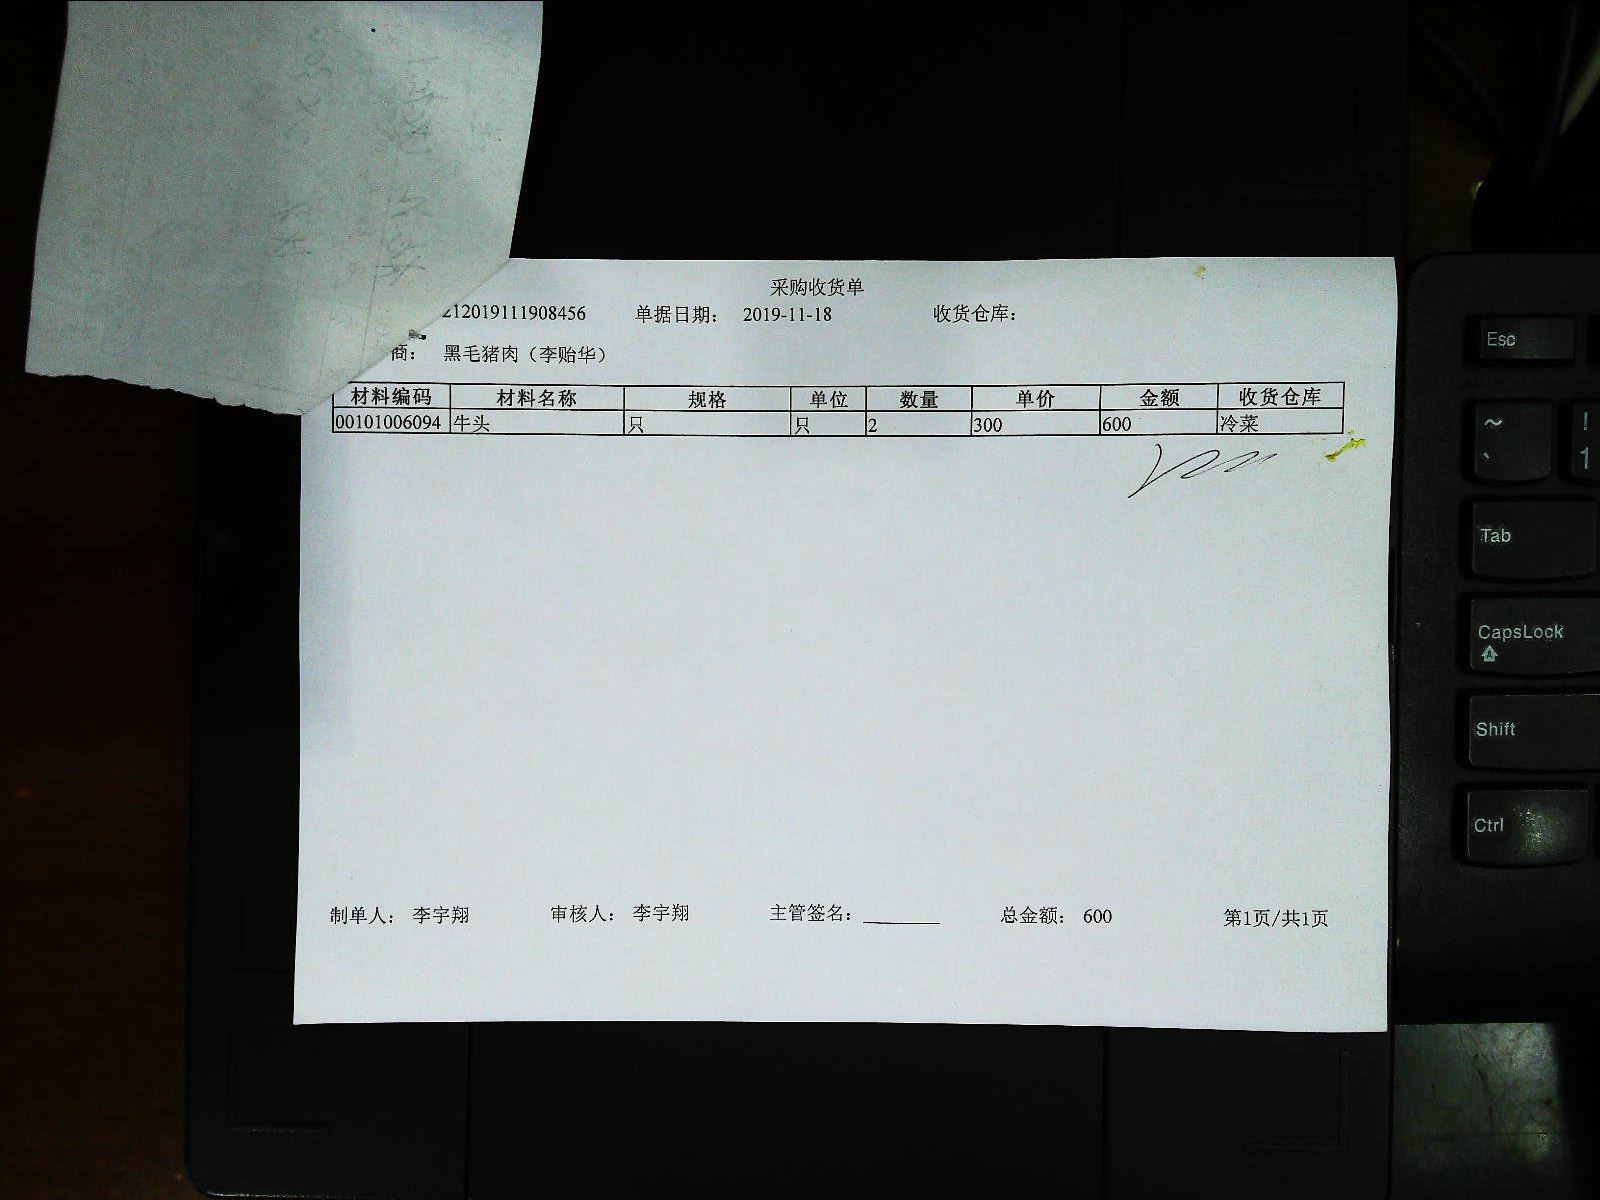 采购收货单
212019111908456 单据日期： 2019-11-18 收货仓库：
商： 黑毛猪肉（李贻华）
材料编码 材料名称 规格 单位 数量 单价 金额 收货仓库
00101006094 牛头 只 只 2 300 600 冷菜
制单人： 李宇翔 审核人： 李宇翔 主管签名： 总金额： 600 第1页/共1页
Esc
~
`
!
1
Tab
CapsLock
Shift
Ctrl